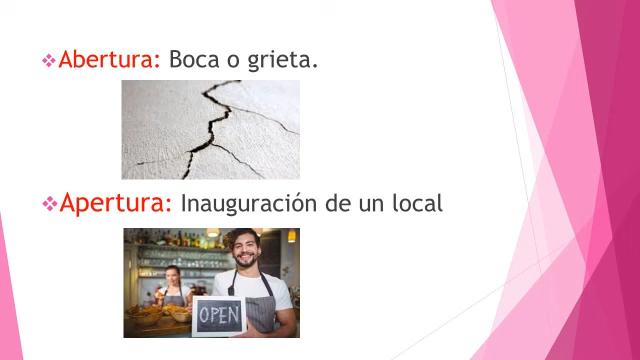 Abertura: Boca o grieta.
Apertura: Inauguración de un local
OPEN